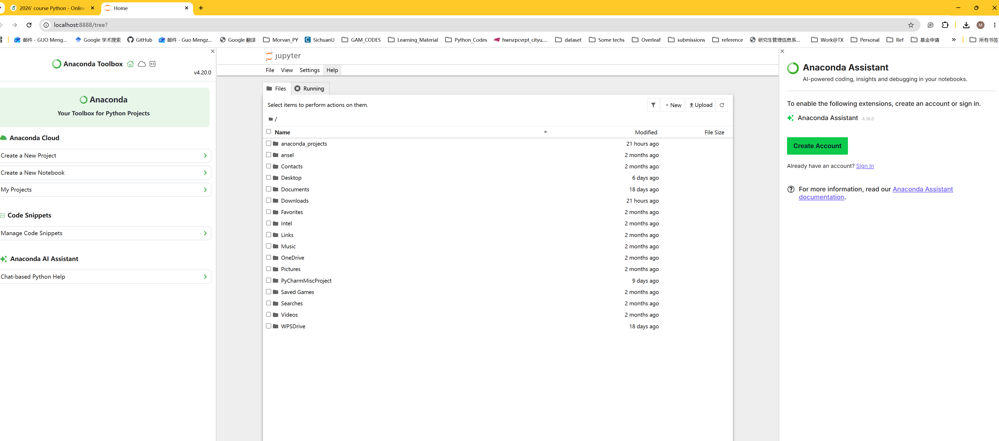 2026' course Python - Online
Home
localhost:8888/tree?
M
邮件 - GUO Meng...
Google 学术搜索
GitHub
邮件 - Guo Mengz...
Google 翻译
Morvan_PY
SichuanU
GAM_CODES
Learning_Material
Python_Codes
hwrsrpcvrpt_cityu....
dataset
Some techs
Overleaf
submissions
reference
研究生管理信息系...
Work@TX
Personal
Ref
基金申请
所有书签
Anaconda Toolbox
v4.20.0
Anaconda
Your Toolbox for Python Projects
Anaconda Cloud
Create a New Project
Create a New Notebook
My Projects
Code Snippets
Manage Code Snippets
Anaconda AI Assistant
Chat-based Python Help
jupyter
File View Settings Help
Files
Running
Select items to perform actions on them.
New
Upload
/
Name Modified File Size
anaconda_projects 21 hours ago
ansel 2 months ago
Contacts 2 months ago
Desktop 6 days ago
Documents 18 days ago
Downloads 21 hours ago
Favorites 2 months ago
Intel 2 months ago
Links 2 months ago
Music 2 months ago
OneDrive 2 months ago
Pictures 2 months ago
PyCharmMiscProject 9 days ago
Saved Games 2 months ago
Searches 2 months ago
Videos 2 months ago
WPSDrive 18 days ago
Anaconda Assistant
AI-powered coding, insights and debugging in your notebooks.
To enable the following extensions, create an account or sign in.
Anaconda Assistant 4.18.0
Create Account
Already have an account? Sign In
For more information, read our Anaconda Assistant
documentation.